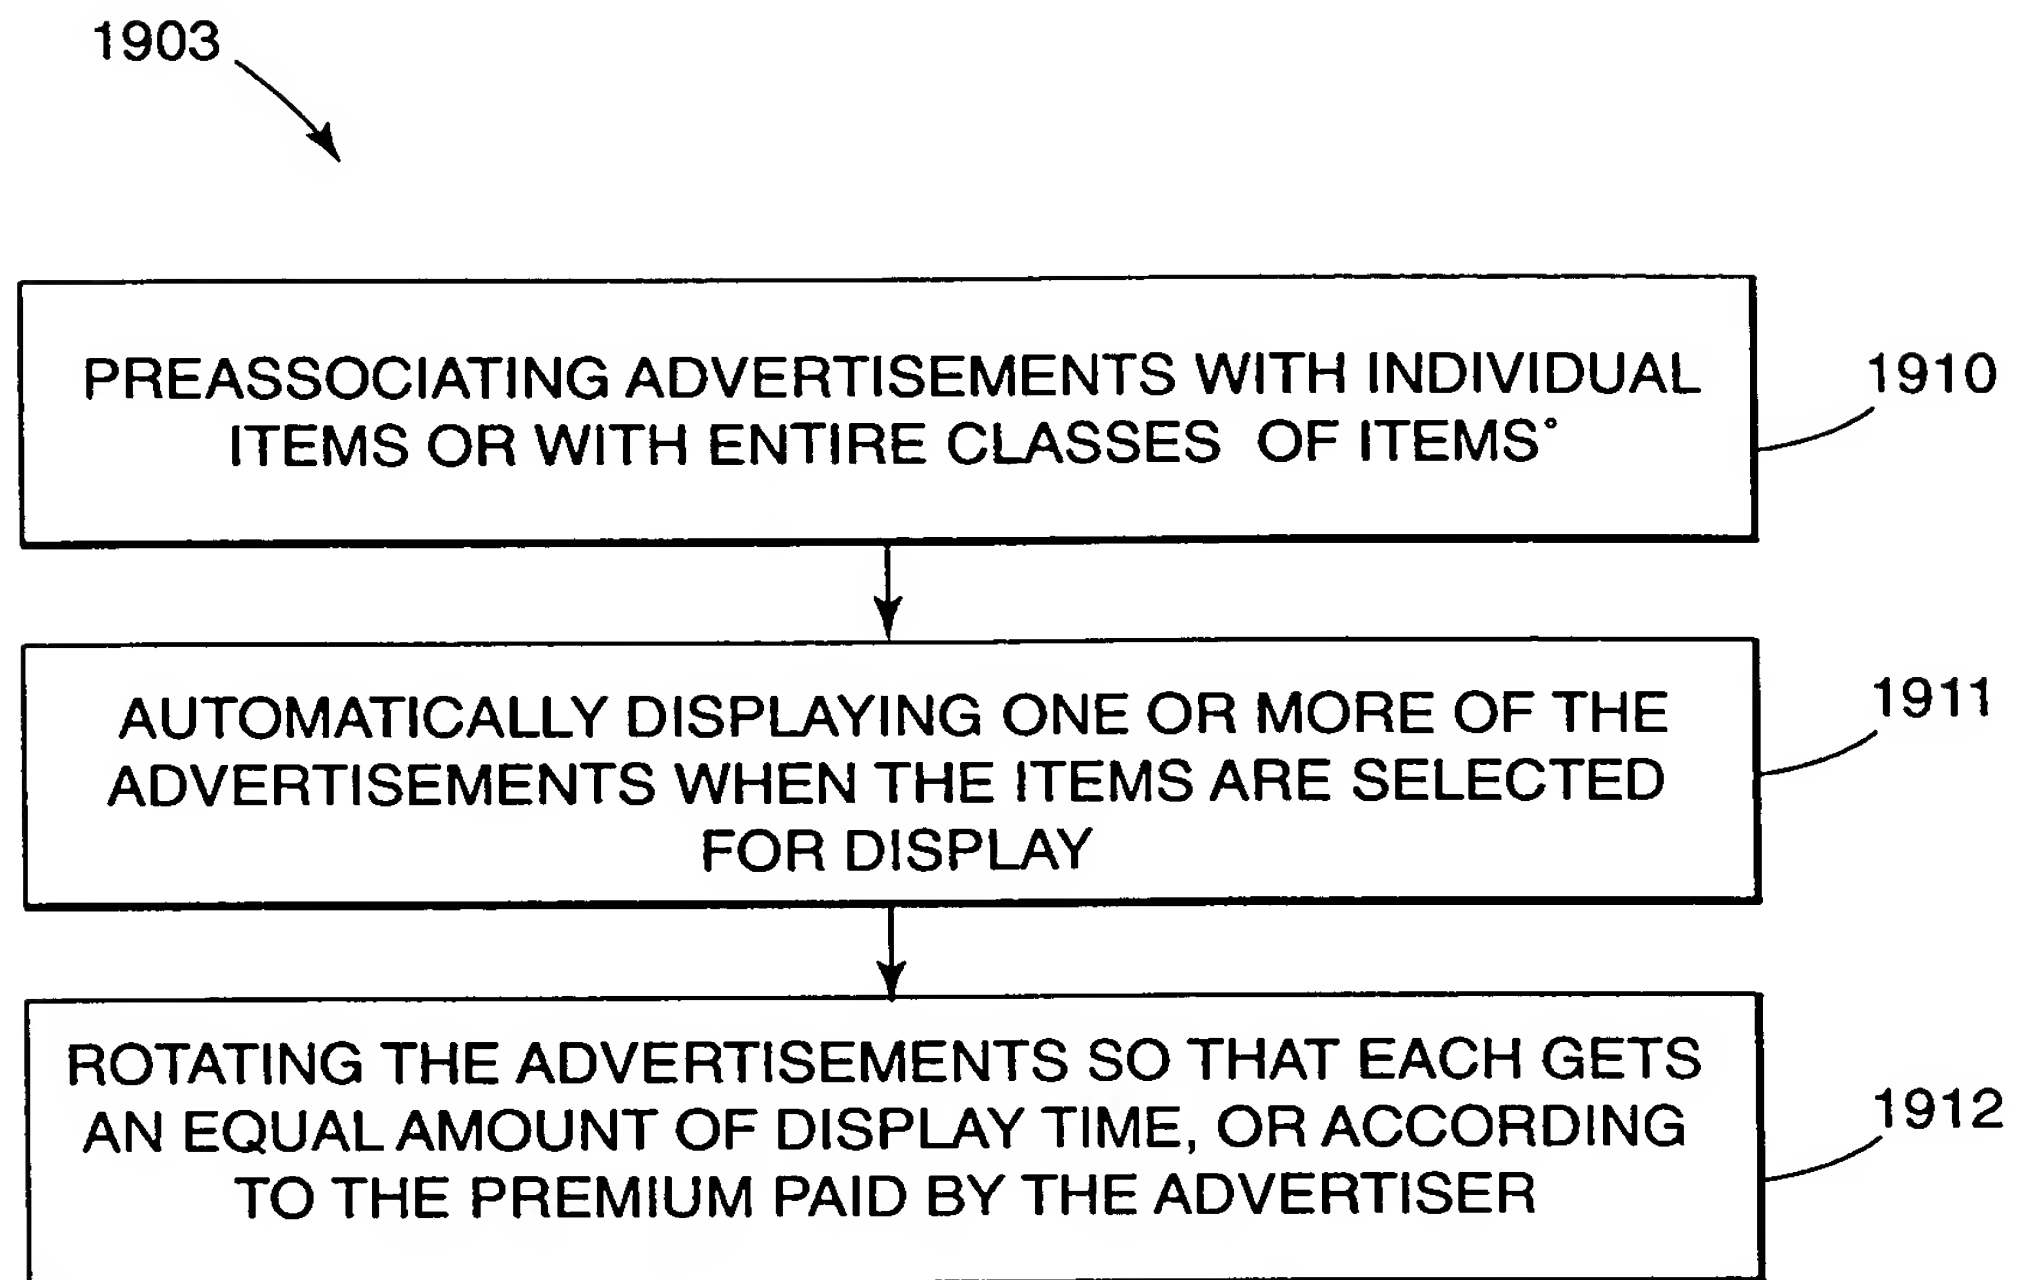 1903
PREASSOCIATING ADVERTISEMENTS WITH INDIVIDUAL
ITEMS OR WITH ENTIRE CLASSES OF ITEMS
1910
AUTOMATICALLY DISPLAYING ONE OR MORE OF THE
ADVERTISEMENTS WHEN THE ITEMS ARE SELECTED
FOR DISPLAY
1911
ROTATING THE ADVERTISEMENTS SO THAT EACH GETS
AN EQUAL AMOUNT OF DISPLAY TIME, OR ACCORDING
TO THE PREMIUM PAID BY THE ADVERTISER
1912